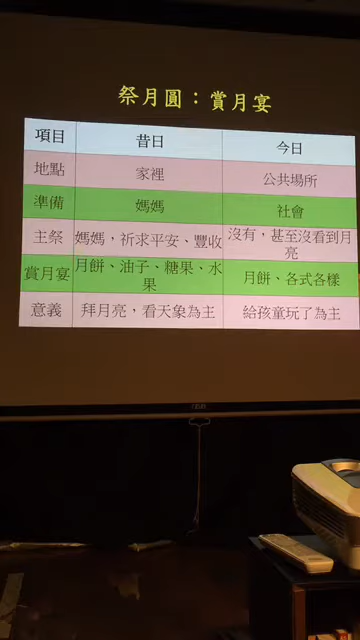 祭月圓：賞月宴
項目 昔日 今日
地點 家裡 公共場所
準備 媽媽 社會
主祭 媽媽，祈求平安、豐收 沒有，甚至沒看到月
亮
賞月宴 月餅、油子、糖果、水
果 月餅、各式各樣
意義 拜月亮，看天象為主 給孩童玩了為主